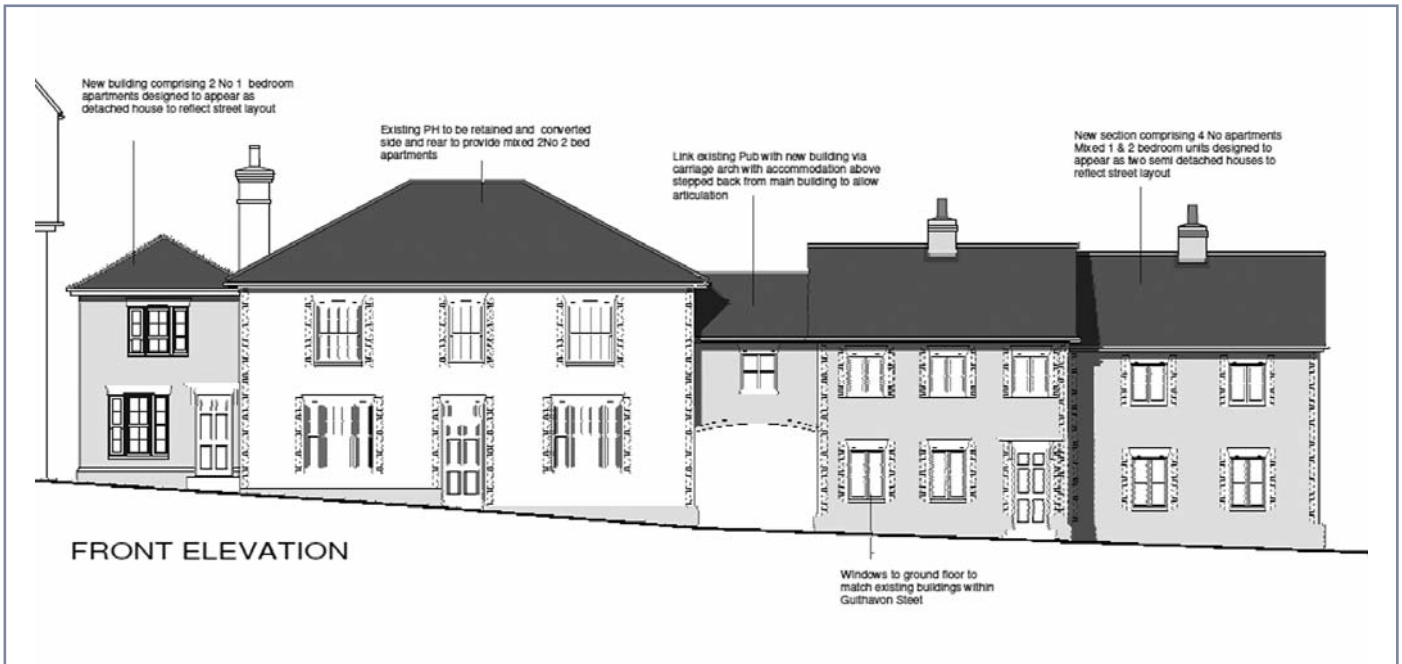 New building comprising 2 No 1 bedroom
apartments designed to appear as
detached house to reflect street layout
Existing PH to be retained and converted
side and rear to provide mixed 2No 2 bed
apartments
Link existing Pub with new building via
carriage arch with accommodation above
stepped back from main building to allow
articulation
New section comprising 4 No apartments
Mixed 1 & 2 bedroom units designed to
appear as two semi detached houses to
reflect street layout
FRONT ELEVATION
Windows to ground floor to
match existing buildings within
Guithavon Steet